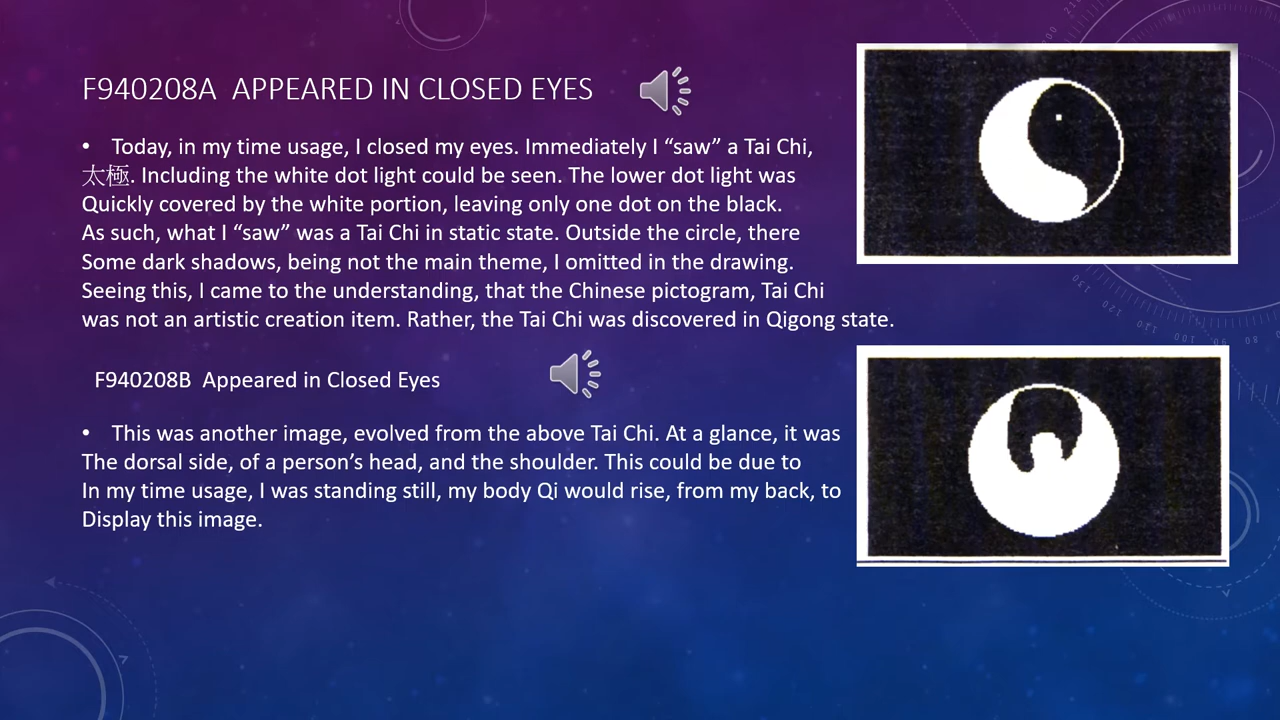 F940208A  APPEARED IN CLOSED EYES
• Today, in my time usage, I closed my eyes. Immediately I “saw” a Tai Chi,
太極. Including the white dot light could be seen. The lower dot light was
Quickly covered by the white portion, leaving only one dot on the black.
As such, what I “saw” was a Tai Chi in static state. Outside the circle, there
Some dark shadows, being not the main theme, I omitted in the drawing.
Seeing this, I came to the understanding, that the Chinese pictogram, Tai Chi
was not an artistic creation item. Rather, the Tai Chi was discovered in Qigong state.
F940208B  Appeared in Closed Eyes
• This was another image, evolved from the above Tai Chi. At a glance, it was
The dorsal side, of a person’s head, and the shoulder. This could be due to
In my time usage, I was standing still, my body Qi would rise, from my back, to
Display this image.